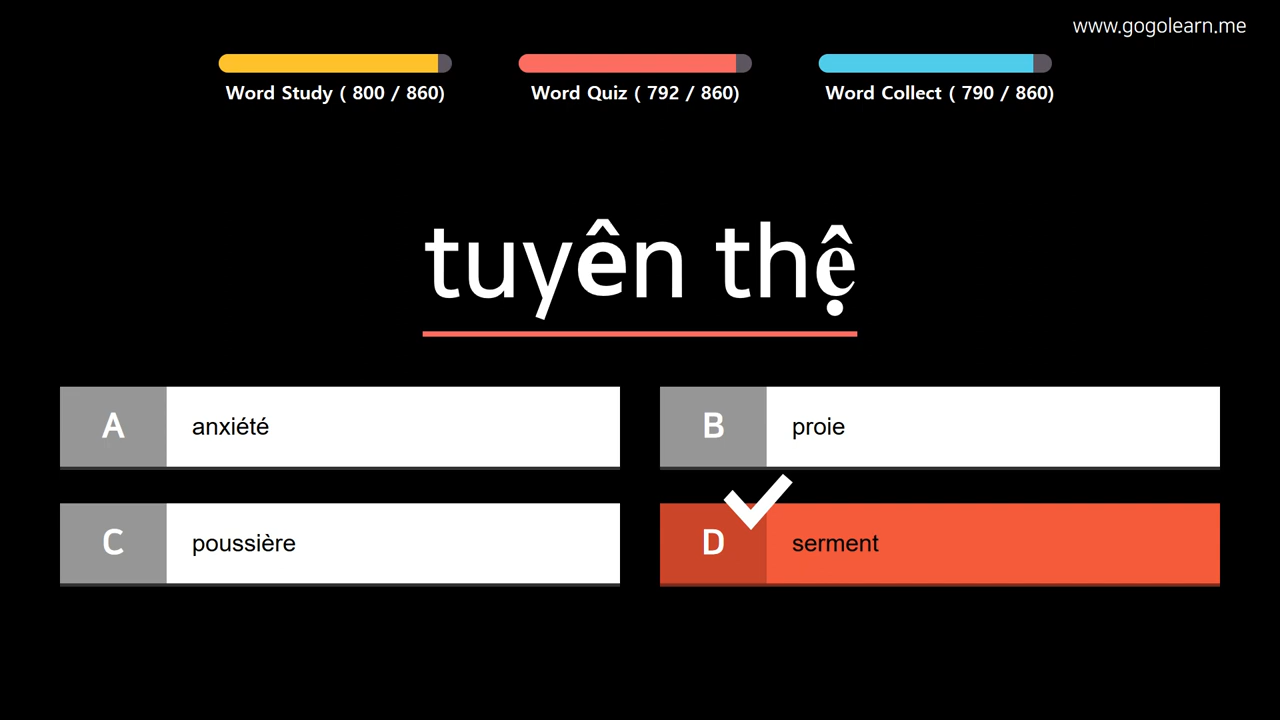 www.gogolearn.me
Word Study ( 800 / 860) Word Quiz ( 792 / 860) Word Collect ( 790 / 860)
tuyên thệ
A anxiété
B proie
C poussière
D serment